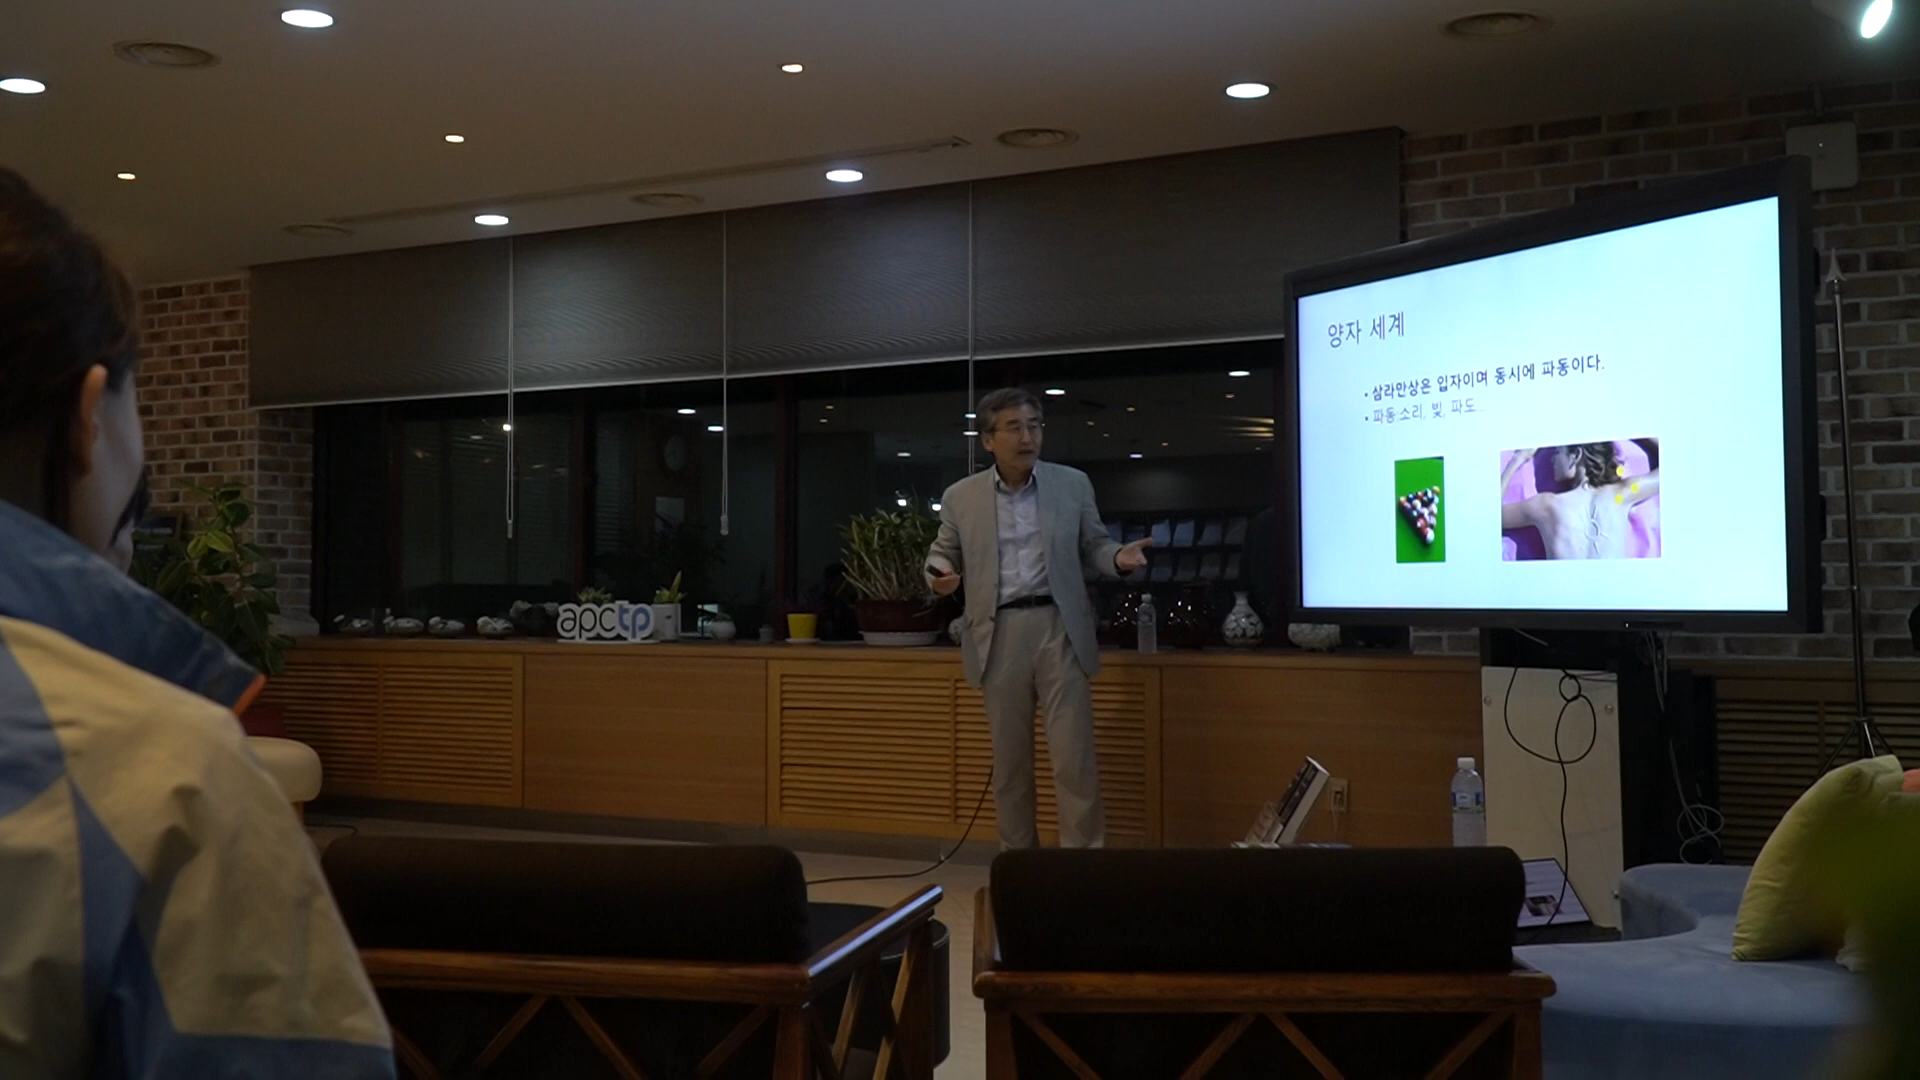 양자 세계
• 삼라만상은 입자이며 동시에 파동이다.
• 파동:소리, 빛, 파도...
apctp